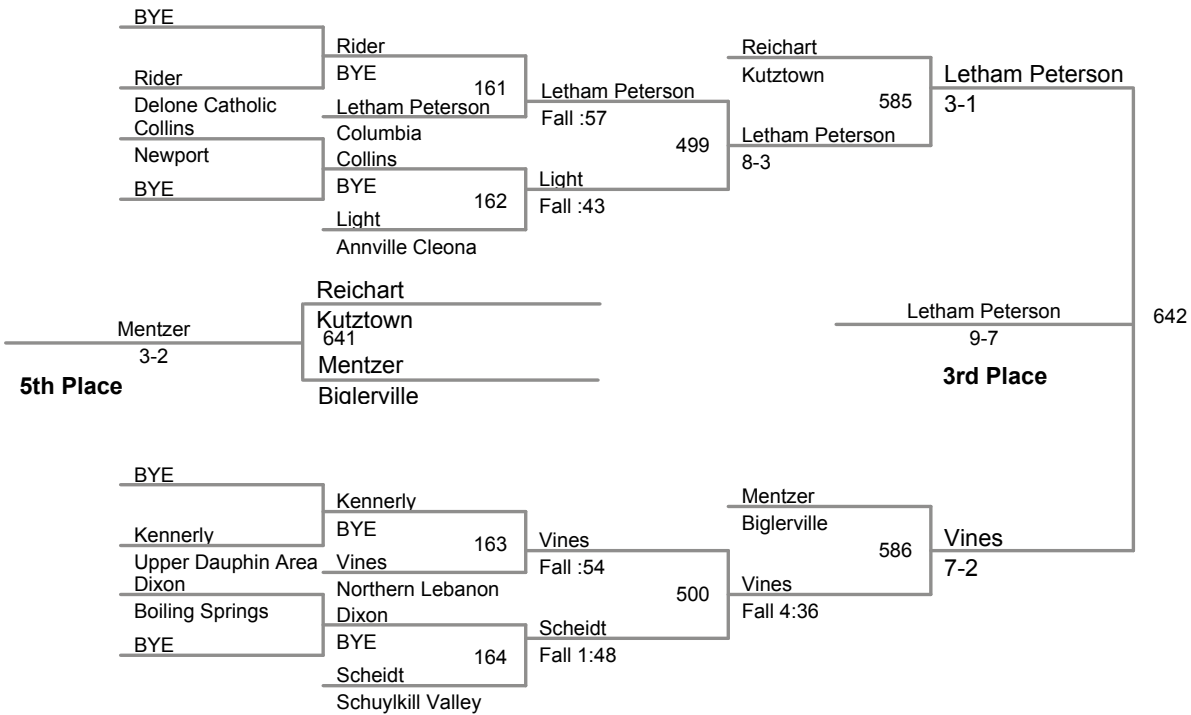 BYE
Rider
Delone Catholic
Collins
Newport
BYE
Rider
BYE
161
Letham Peterson
Columbia
Collins
BYE
162
Light
Annville Cleona
Letham Peterson
Fall :57
499
Light
Fall :43
Reichart
Kutztown
585
Letham Peterson
8-3
Letham Peterson
3-1
Mentzer
3-2
5th Place
Reichart
Kutztown
641
Mentzer
Biglerville
Letham Peterson
9-7
3rd Place
642
BYE
Kennerly
Upper Dauphin Area
Dixon
Boiling Springs
BYE
Kennerly
BYE
163
Vines
Northern Lebanon
Dixon
BYE
164
Scheidt
Schuylkill Valley
Vines
Fall :54
500
Scheidt
Fall 1:48
Mentzer
Biglerville
586
Vines
Fall 4:36
Vines
7-2